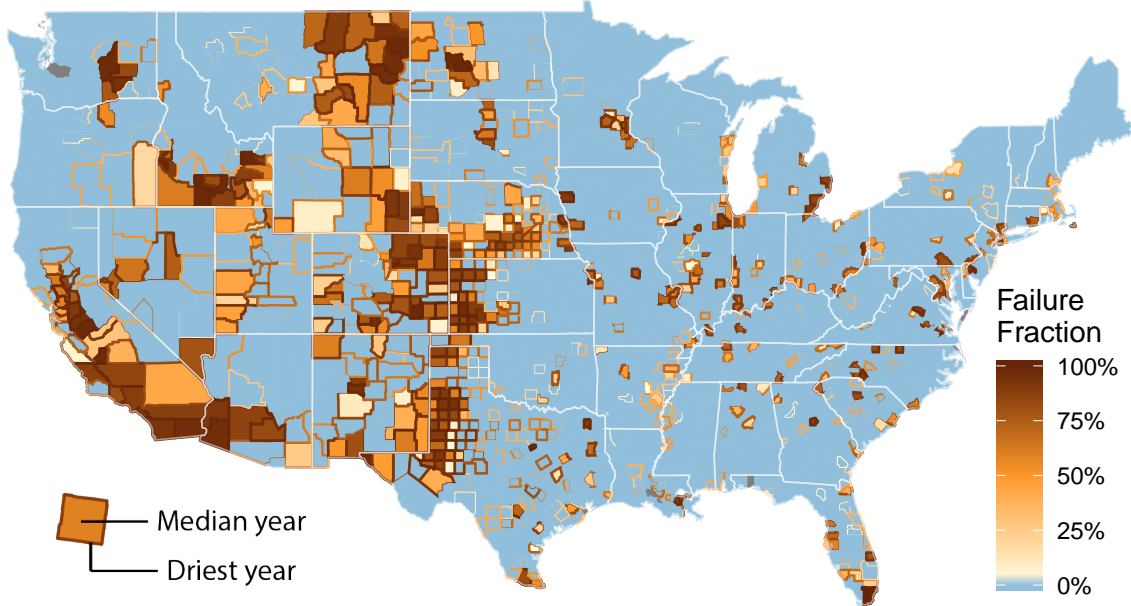 Failure
Fraction
100%
75%
50%
25%
0%
Median year
Driest year